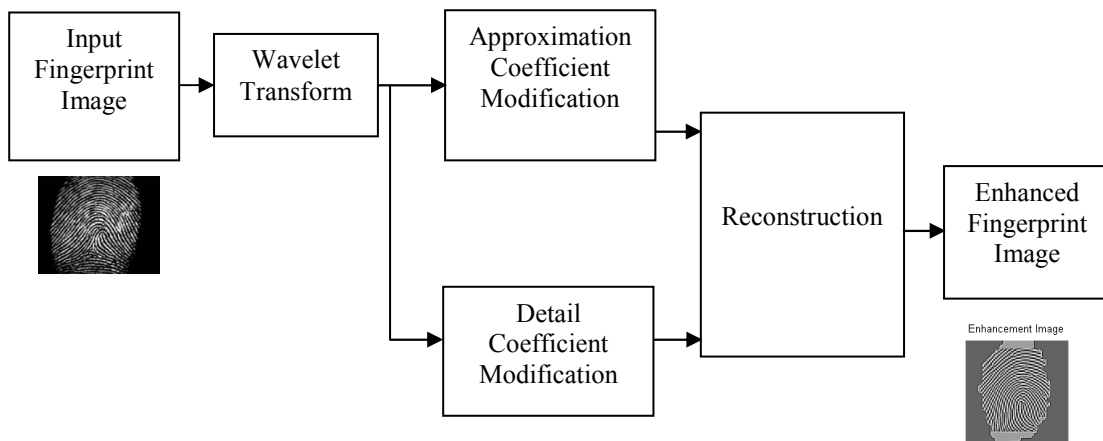 Input
Fingerprint
Image
Wavelet
Transform
Approximation
Coefficient
Modification
Detail
Coefficient
Modification
Reconstruction
Enhanced
Fingerprint
Image
Enhancement Image